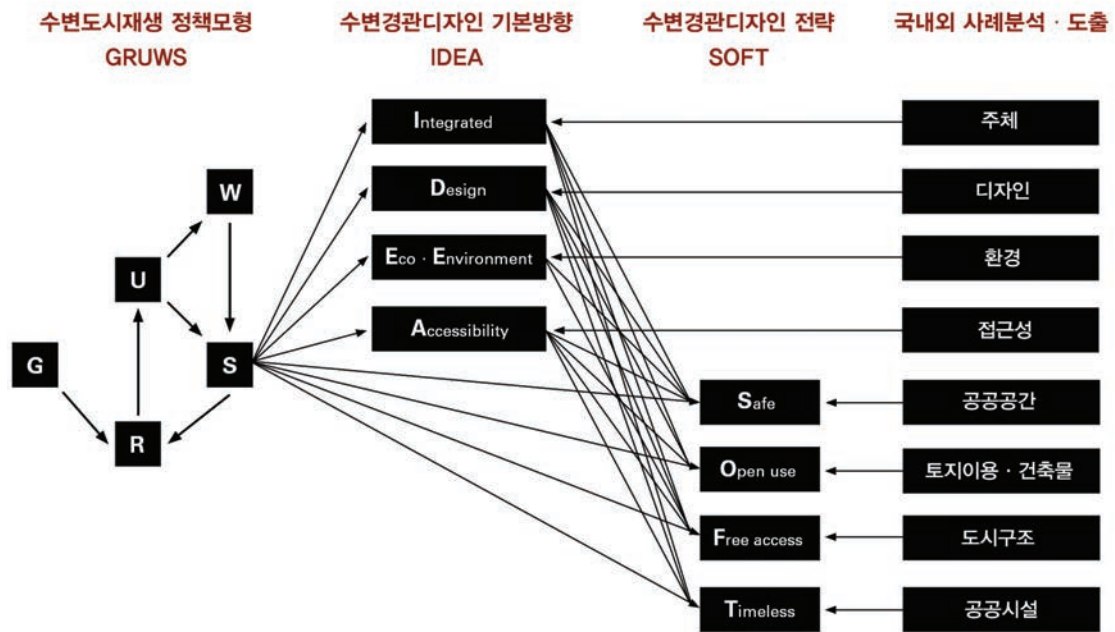 수변도시재생 정책모형
GRUWS
수변경관디자인 기본방향
IDEA
수변경관디자인 전략
SOFT
국내외 사례분석 · 도출
G
R
U
W
S
Integrated
Design
Eco · Environment
Accessibility
Safe
Open use
Free access
Timeless
주체
디자인
환경
접근성
공공공간
토지이용 · 건축물
도시구조
공공시설